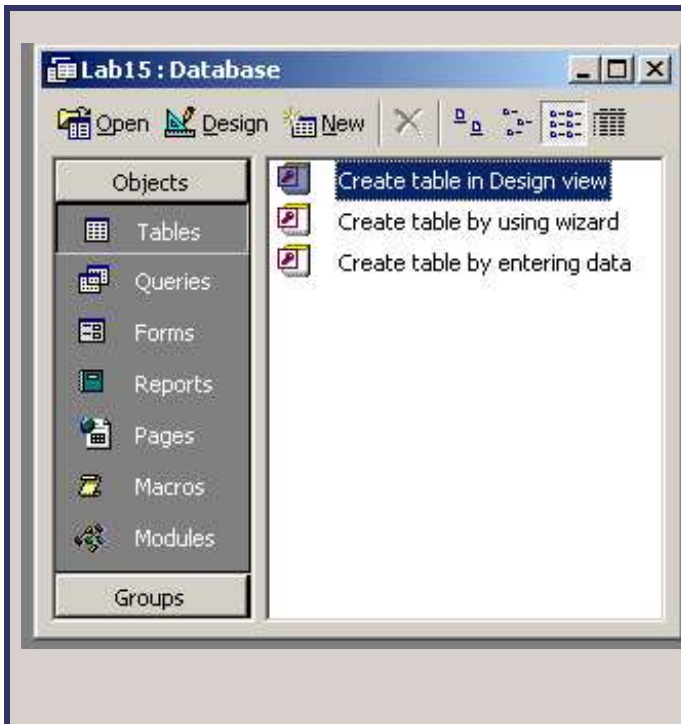 Lab15 : Database
Open Design New
Objects
Tables
Queries
Forms
Reports
Pages
Macros
Modules
Groups
Create table in Design view
Create table by using wizard
Create table by entering data